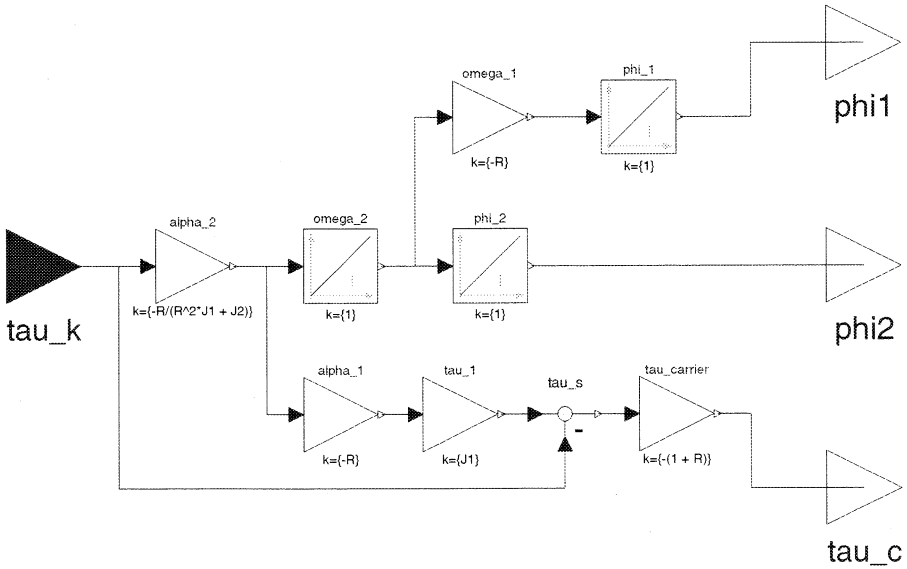 omega_1
phi_1
phi1
k={-R}
k={1}
alpha_2
omega_2
phi_2
k={-R/(R^2*J1 + J2)}
k={1}
k={1}
tau_k
phi2
alpha_1
tau_1
tau_s
tau_carrier
-
k={-R}
k={J1}
k={-(1 + R)}
tau_c